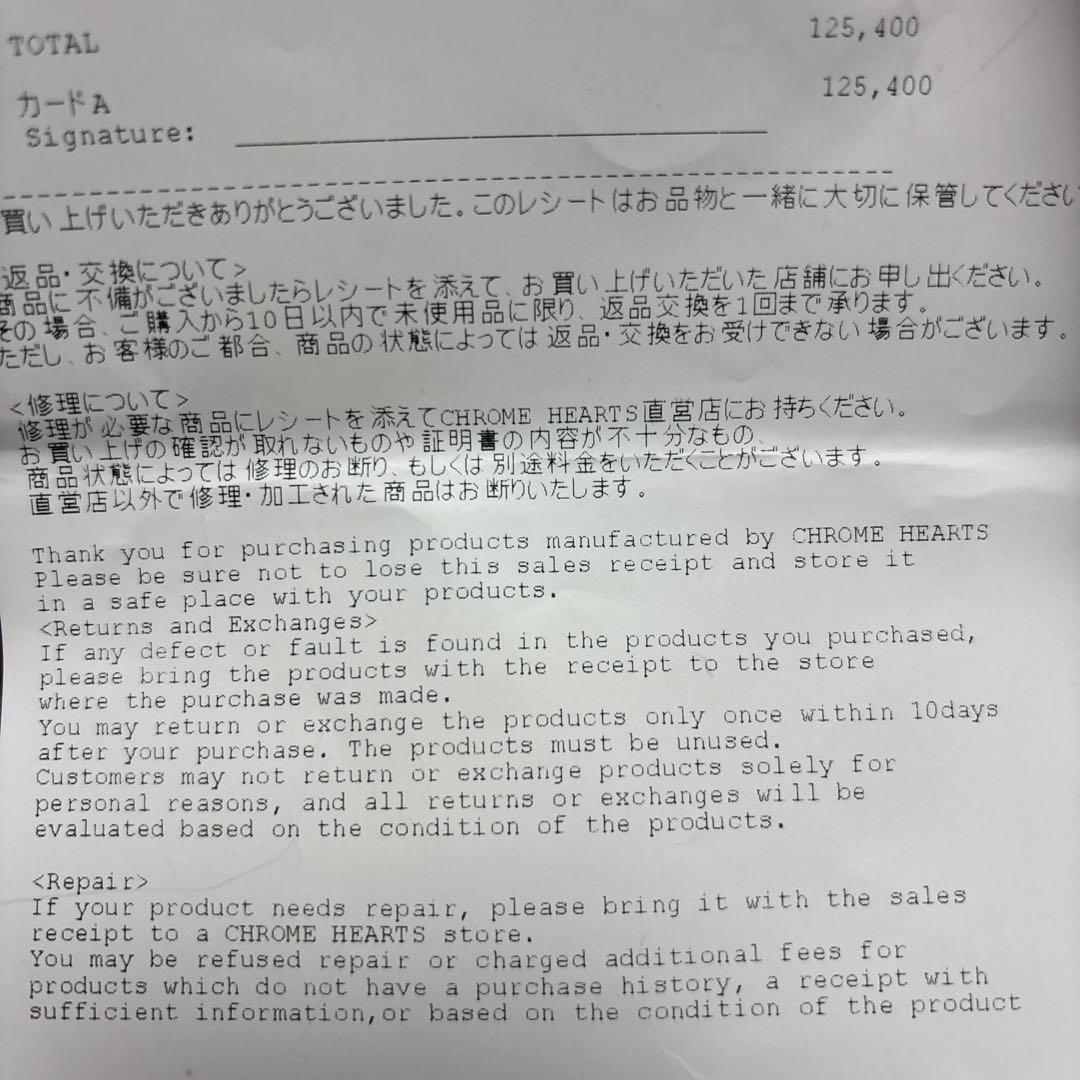 TOTAL 125,400
カードA 125,400
Signature:
買い上げいただきありがとうございました。このレシートはお品物と一緒に大切に保管してください
返品・交換について>
商品に不備がございましたらレシートを添えて、お買い上げいただいた店舗にお申し出ください。
その場合、ご購入から10日以内で未使用品に限り、返品交換を1回まで承ります。
ただし、お客様のご都合、商品の状態によっては返品・交換をお受けできない場合がございます。
<修理について>
修理が必要な商品にレシートを添えてCHROME HEARTS直営店にお持ちください。
お買い上げの確認が取れないものや証明書の内容が不十分なもの、
商品状態によっては修理のお断り、もしくは別途料金をいただくことがございます。
直営店以外で修理・加工された商品はお断りいたします。
Thank you for purchasing products manufactured by CHROME HEARTS
Please be sure not to lose this sales receipt and store it
in a safe place with your products.
<Returns and Exchanges>
If any defect or fault is found in the products you purchased,
please bring the products with the receipt to the store
where the purchase was made.
You may return or exchange the products only once within 10days
after your purchase. The products must be unused.
Customers may not return or exchange products solely for
personal reasons, and all returns or exchanges will be
evaluated based on the condition of the products.
<Repair>
If your product needs repair, please bring it with the sales
receipt to a CHROME HEARTS store.
You may be refused repair or charged additional fees for
products which do not have a purchase history, a receipt with
sufficient information,or based on the condition of the product